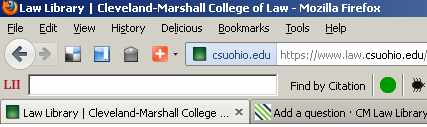 Law Library | Cleveland-Marshall College of Law - Mozilla Firefox
File Edit View History Delicious Bookmarks Tools Help
csuohio.edu https://www.law.csuohio.edu/
LII Find by Citation
Law Library | Cleveland-Marshall College ... Add a question · CM Law Library